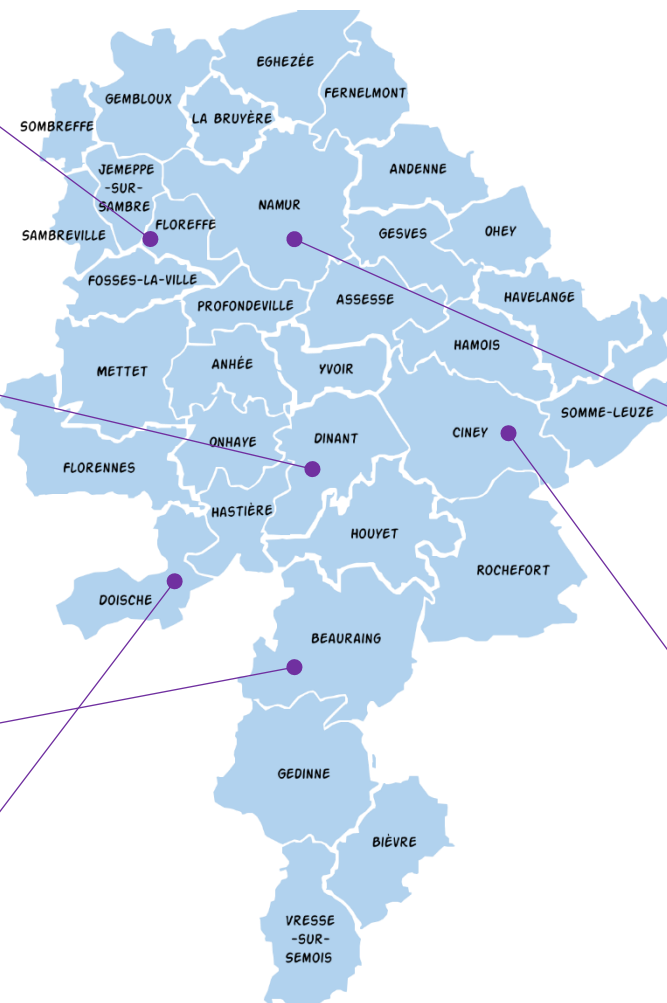 EGHEZÉE
GEMBLOUX
FERNELMONT
LA BRUYÈRE
SOMBREFFE
JEMEPPE
-SUR-
SAMBRE
ANDENNE
NAMUR
FLOREFFE
SAMBREVILLE
GESVES
OHEY
FOSSES-LA-VILLE
PROFONDEVILLE
ASSESSE
HAVELANGE
HAMOIS
METTET
ANHÉE
YVOIR
SOMME-LEUZE
ONHAYE
DINANT
CINEY
FLORENNES
HASTIÈRE
HOUYET
ROCHEFORT
DOISCHE
BEAURAING
GEDINNE
BIÈVRE
VRESSE
-SUR-
SEMOIS